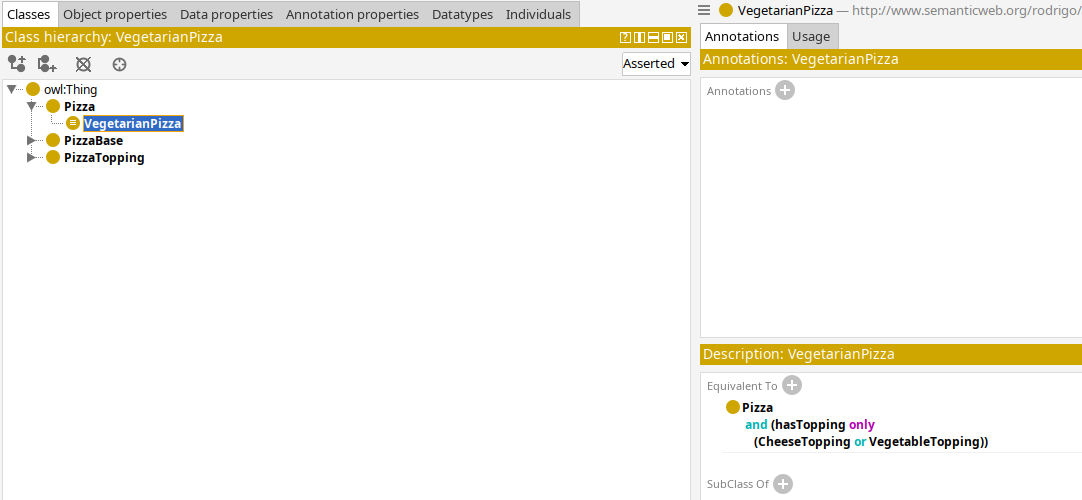 Classes Object properties Data properties Annotation properties Datatypes Individuals
Class hierarchy: VegetarianPizza
Asserted
owl:Thing
Pizza
VegetarianPizza
PizzaBase
PizzaTopping
VegetarianPizza — http://www.semanticweb.org/rodrigo/
Annotations Usage
Annotations: VegetarianPizza
Annotations
Description: VegetarianPizza
Equivalent To
Pizza
and (hasTopping only
(CheeseTopping or VegetableTopping))
SubClass Of